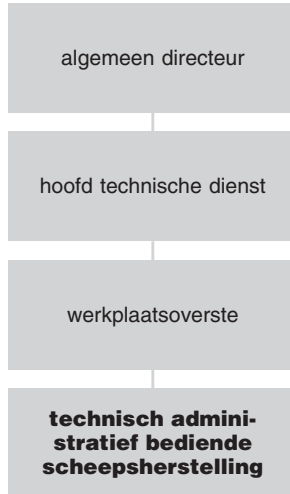 algemeen directeur
hoofd technische dienst
werkplaatsoverste
technisch admini-
stratief bediende
scheepsherstelling